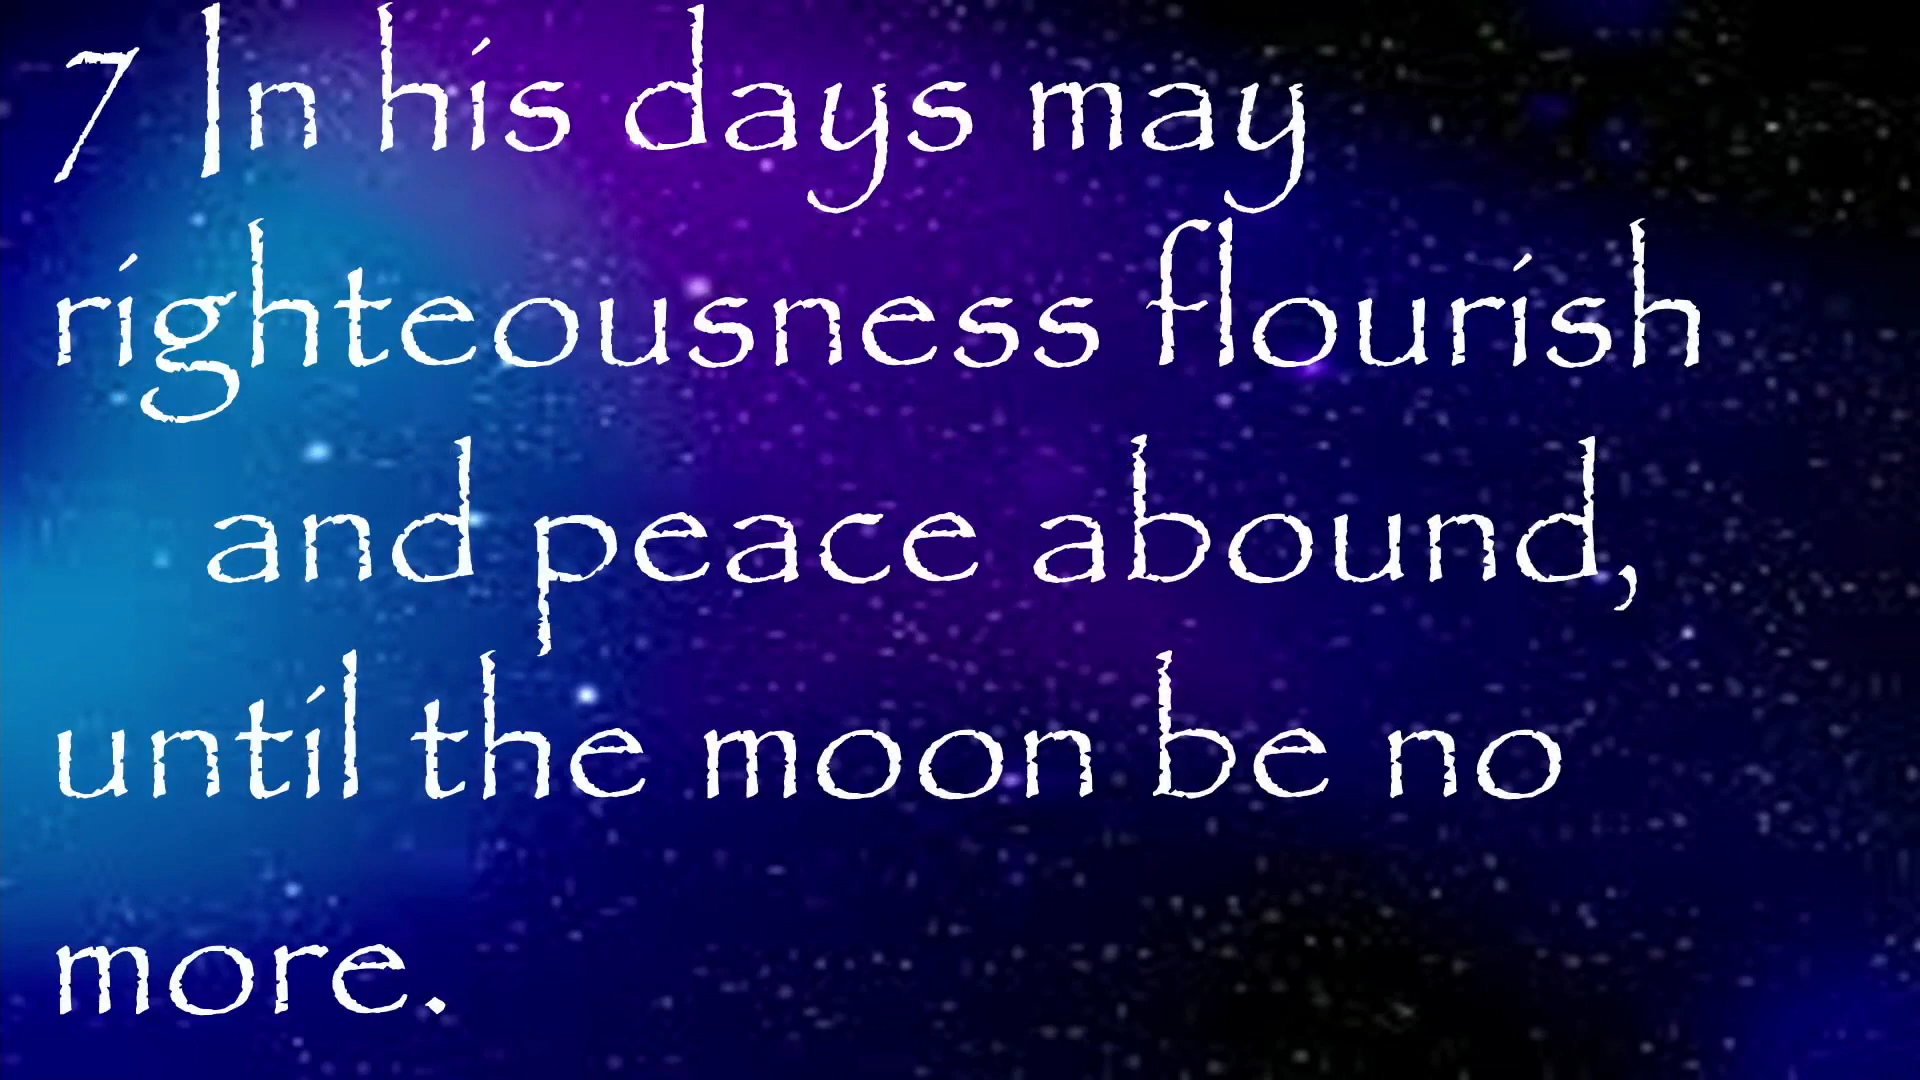 7 In his days may
righteousness flourish
and peace abound,
until the moon be no
more.